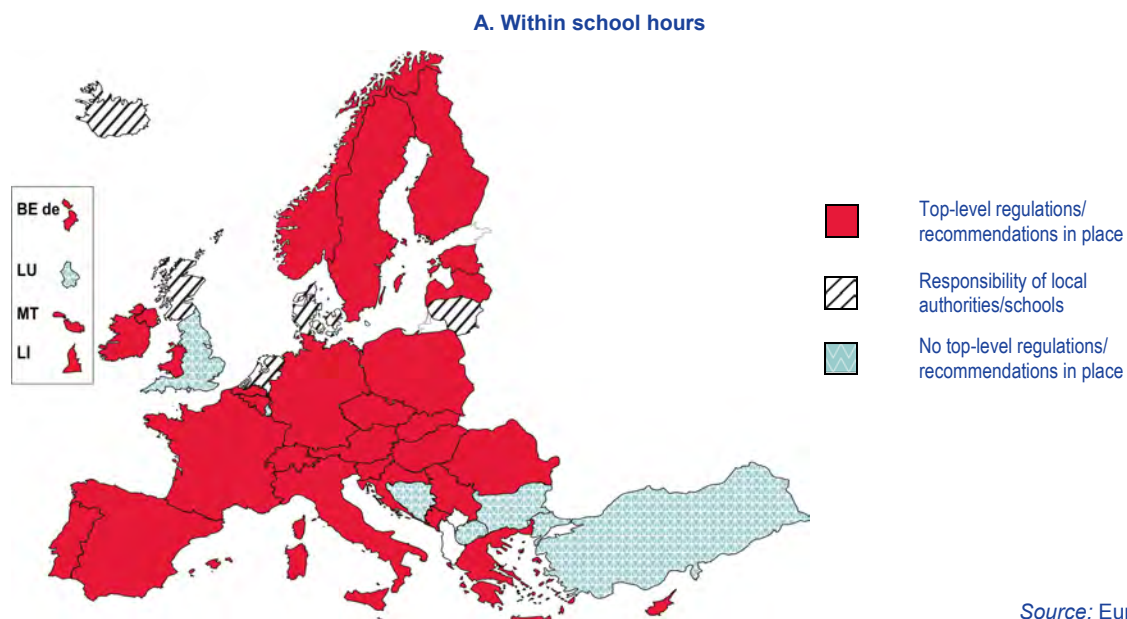 A. Within school hours
BE de
LU
MT
LI
Top-level regulations/
recommendations in place
Responsibility of local
authorities/schools
No top-level regulations/
recommendations in place
Source: Eur